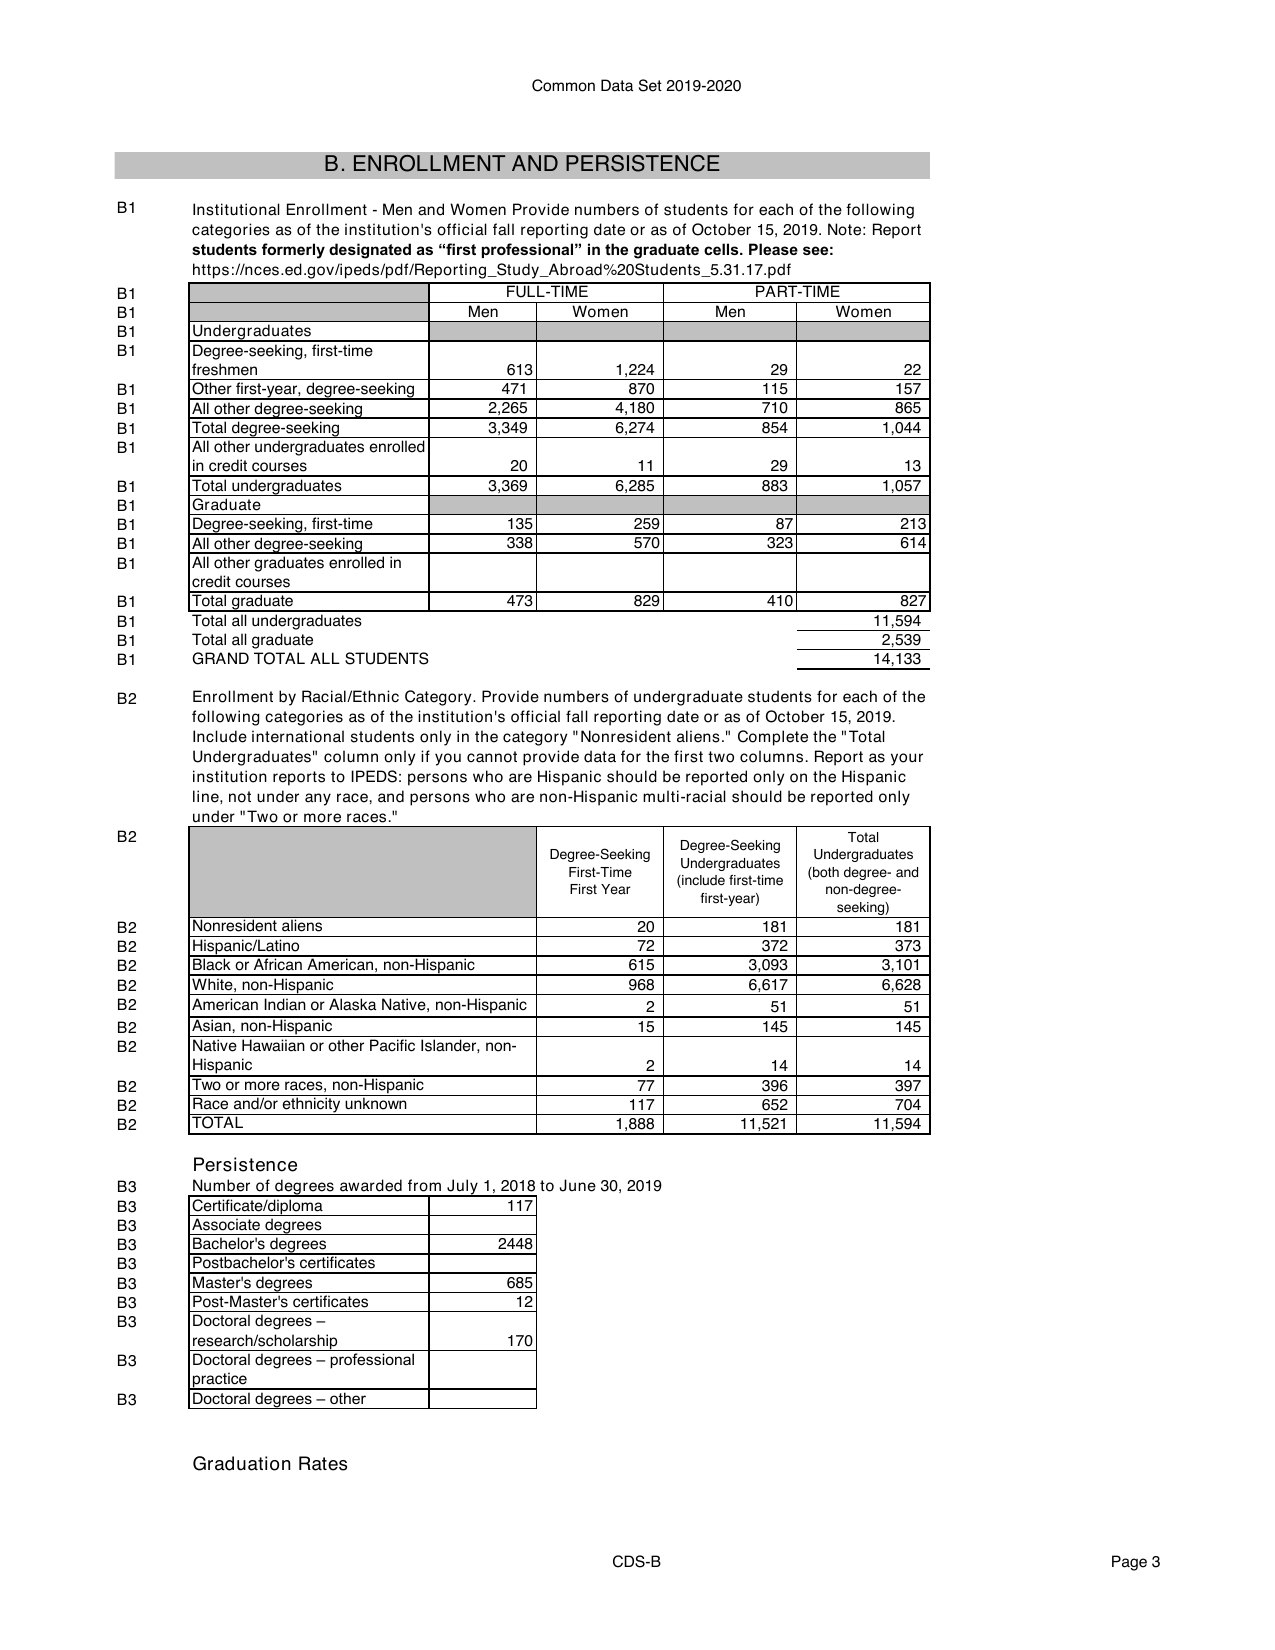 Common Data Set 2019-2020
B. ENROLLMENT AND PERSISTENCE
B1 Institutional Enrollment - Men and Women Provide numbers of students for each of the following
categories as of the institution's official fall reporting date or as of October 15, 2019. Note: Report
students formerly designated as “first professional” in the graduate cells. Please see:
https://nces.ed.gov/ipeds/pdf/Reporting_Study_Abroad%20Students_5.31.17.pdf
B1 FULL-TIME PART-TIME
B1 Men Women Men Women
B1 Undergraduates
B1 Degree-seeking, first-time
freshmen 613 1,224 29 22
B1 Other first-year, degree-seeking 471 870 115 157
B1 All other degree-seeking 2,265 4,180 710 865
B1 Total degree-seeking 3,349 6,274 854 1,044
B1 All other undergraduates enrolled
in credit courses 20 11 29 13
B1 Total undergraduates 3,369 6,285 883 1,057
B1 Graduate
B1 Degree-seeking, first-time 135 259 87 213
B1 All other degree-seeking 338 570 323 614
B1 All other graduates enrolled in
credit courses
B1 Total graduate 473 829 410 827
B1 Total all undergraduates 11,594
B1 Total all graduate 2,539
B1 GRAND TOTAL ALL STUDENTS 14,133
B2 Enrollment by Racial/Ethnic Category. Provide numbers of undergraduate students for each of the
following categories as of the institution's official fall reporting date or as of October 15, 2019.
Include international students only in the category "Nonresident aliens." Complete the "Total
Undergraduates" column only if you cannot provide data for the first two columns. Report as your
institution reports to IPEDS: persons who are Hispanic should be reported only on the Hispanic
line, not under any race, and persons who are non-Hispanic multi-racial should be reported only
under "Two or more races."
B2
Degree-Seeking
First-Time
First Year
Degree-Seeking
Undergraduates
(include first-time
first-year)
Total
Undergraduates
(both degree- and
non-degree-
seeking)
B2 Nonresident aliens 20 181 181
B2 Hispanic/Latino 72 372 373
B2 Black or African American, non-Hispanic 615 3,093 3,101
B2 White, non-Hispanic 968 6,617 6,628
B2 American Indian or Alaska Native, non-Hispanic 2 51 51
B2 Asian, non-Hispanic 15 145 145
B2 Native Hawaiian or other Pacific Islander, non-
Hispanic 2 14 14
B2 Two or more races, non-Hispanic 77 396 397
B2 Race and/or ethnicity unknown 117 652 704
B2 TOTAL 1,888 11,521 11,594
Persistence
B3 Number of degrees awarded from July 1, 2018 to June 30, 2019
B3 Certificate/diploma 117
B3 Associate degrees
B3 Bachelor's degrees 2448
B3 Postbachelor's certificates
B3 Master's degrees 685
B3 Post-Master's certificates 12
B3 Doctoral degrees –
research/scholarship 170
B3 Doctoral degrees – professional
practice
B3 Doctoral degrees – other
Graduation Rates
CDS-B Page 3